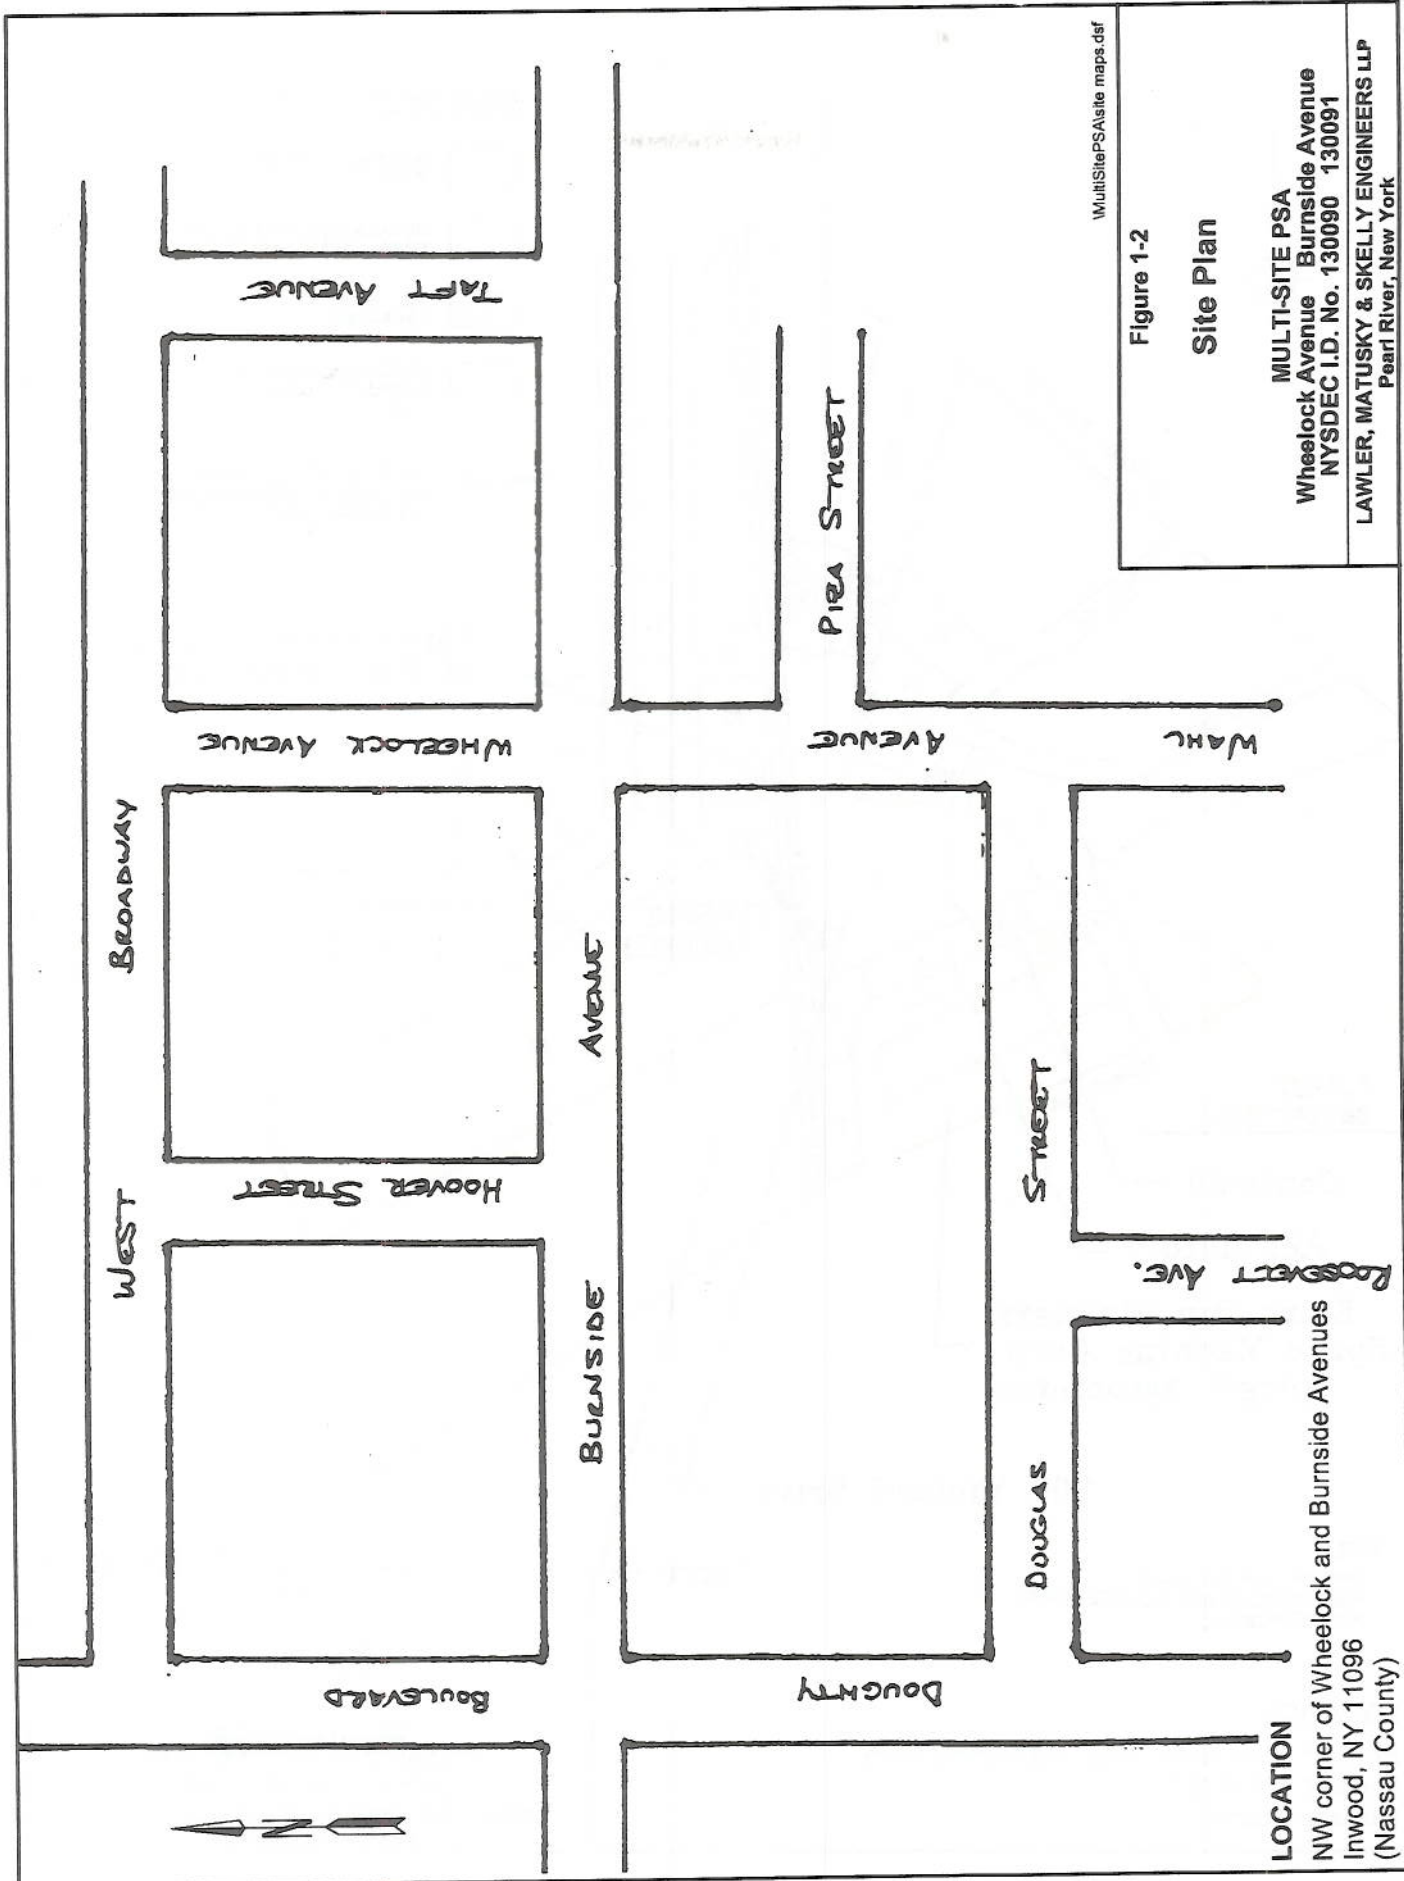 WEST BROADWAY
TAFT AVENUE
WHEELOCK AVENUE
HOOVER STREET
BOULEVARD
N
BURNSIDE AVENUE
PIRA STREET
WAHL AVENUE
DOUGHTY
DOUGLAS STREET
ROOSEVELT AVE.
LOCATION
NW corner of Wheelock and Burnside Avenues
Inwood, NY 11096
(Nassau County)
\MultiSitePSA\site maps.dsf
Figure 1-2
Site Plan
MULTI-SITE PSA
Wheelock Avenue Burnside Avenue
NYSDEC I.D. No. 130090 130091
LAWLER, MATUSKY & SKELLY ENGINEERS LLP
Pearl River, New York